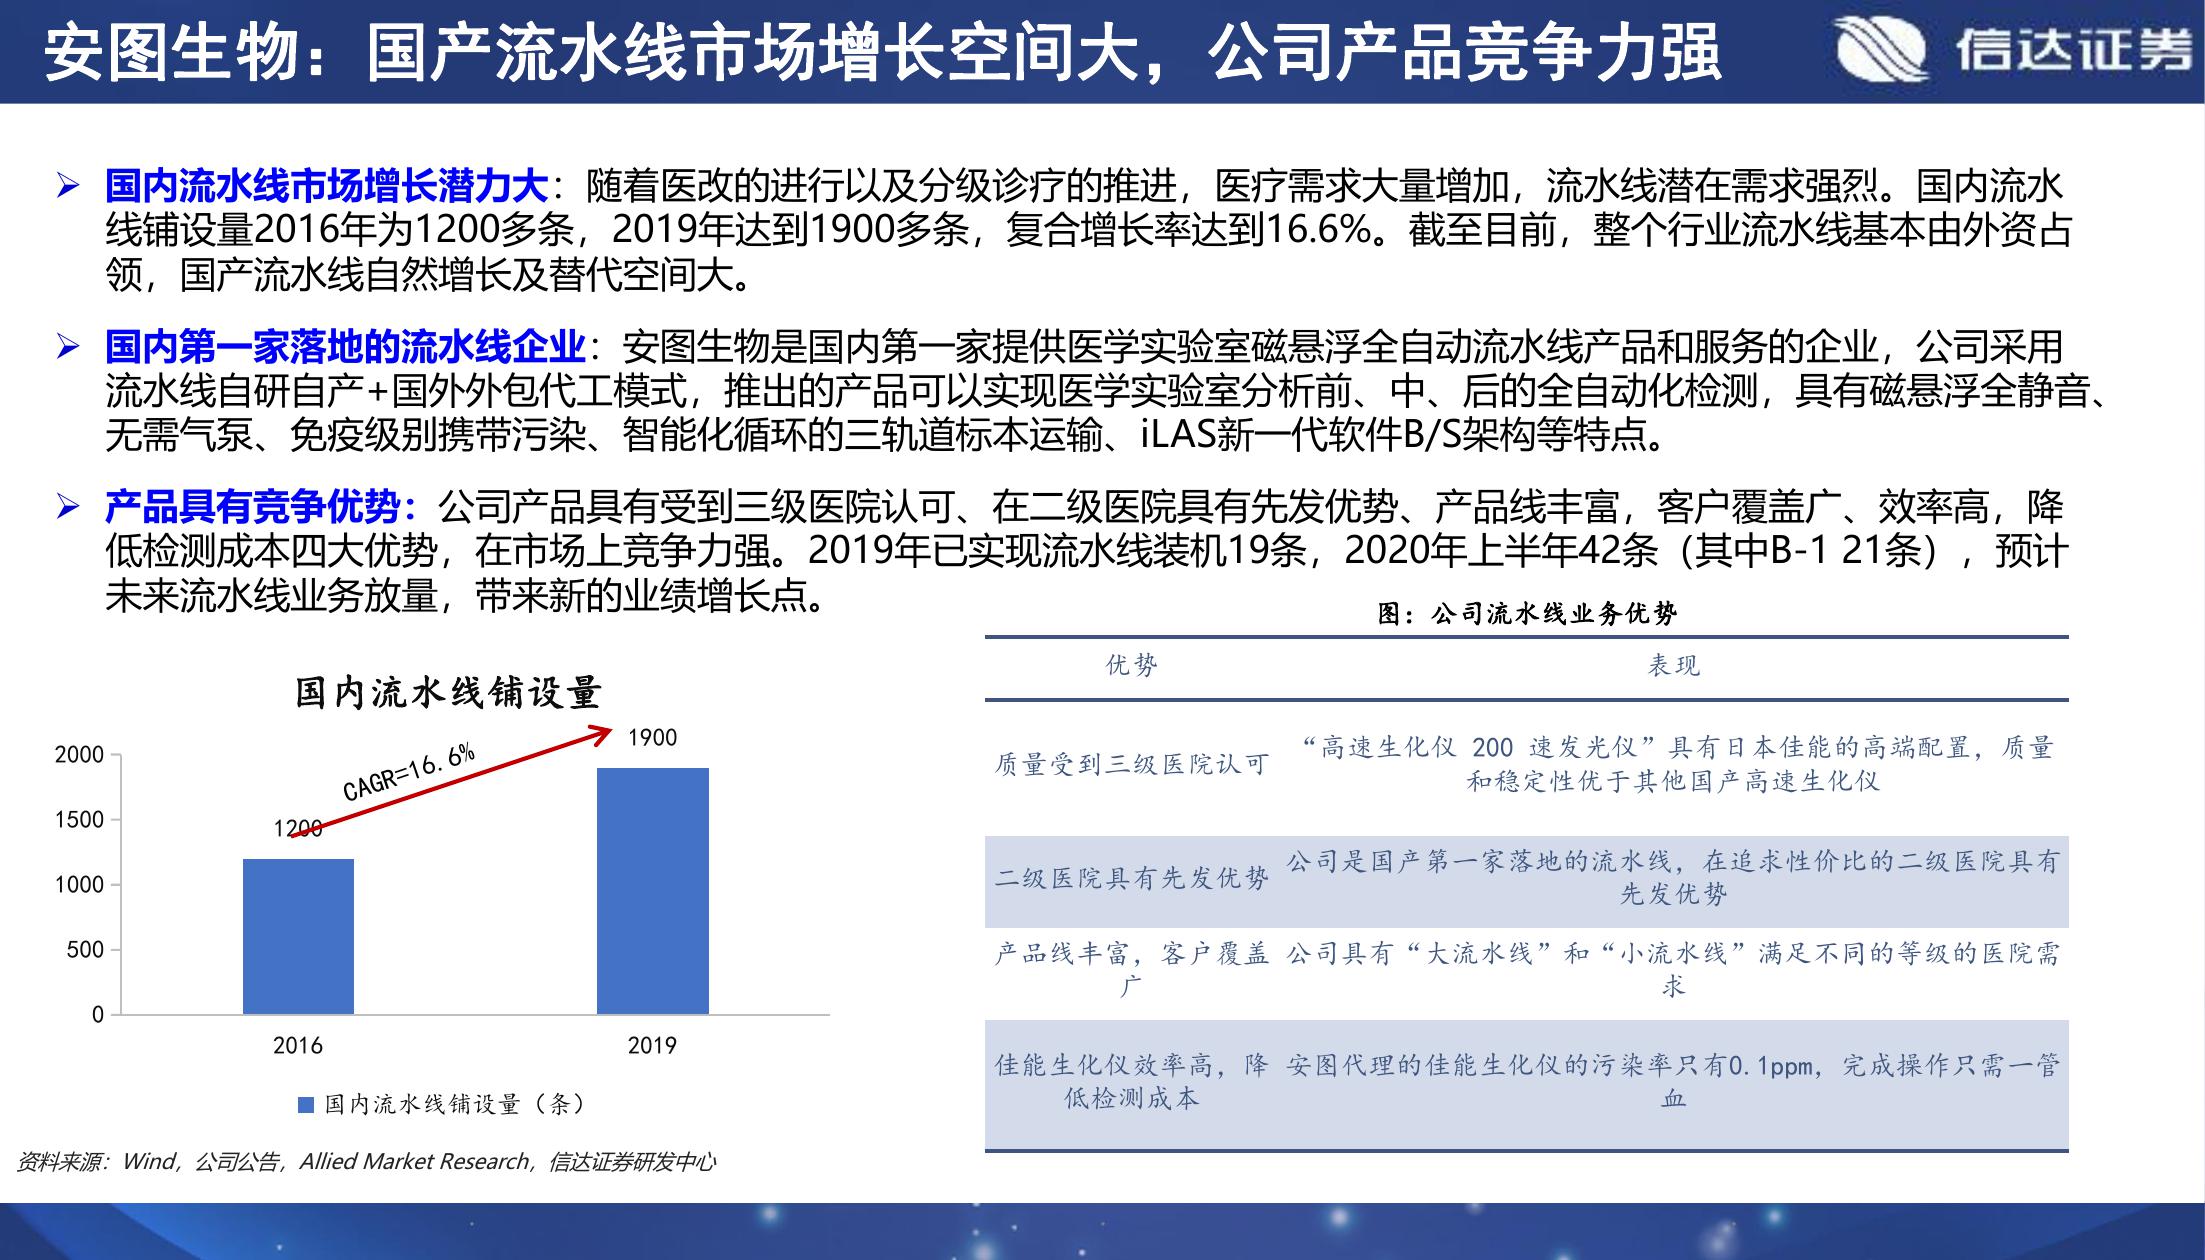 安图生物：国产流水线市场增长空间大，公司产品竞争力强
信达证券
国内流水线市场增长潜力大：随着医改的进行以及分级诊疗的推进，医疗需求大量增加，流水线潜在需求强烈。国内流水
线铺设量2016年为1200多条，2019年达到1900多条，复合增长率达到16.6%。截至目前，整个行业流水线基本由外资占
领，国产流水线自然增长及替代空间大。
国内第一家落地的流水线企业：安图生物是国内第一家提供医学实验室磁悬浮全自动流水线产品和服务的企业，公司采用
流水线自研自产+国外外包代工模式，推出的产品可以实现医学实验室分析前、中、后的全自动化检测，具有磁悬浮全静音、
无需气泵、免疫级别携带污染、智能化循环的三轨道标本运输、iLAS新一代软件B/S架构等特点。
产品具有竞争优势：公司产品具有受到三级医院认可、在二级医院具有先发优势、产品线丰富，客户覆盖广、效率高，降
低检测成本四大优势，在市场上竞争力强。2019年已实现流水线装机19条，2020年上半年42条（其中B-1 21条），预计
未来流水线业务放量，带来新的业绩增长点。
国内流水线铺设量
2000
1500
1000
500
0
1200
CAGR=16.6%
1900
2016
2019
国内流水线铺设量（条）
图：公司流水线业务优势
优势
表现
质量受到三级医院认可
“高速生化仪 200 速发光仪”具有日本佳能的高端配置，质量
和稳定性优于其他国产高速生化仪
二级医院具有先发优势
公司是国产第一家落地的流水线，在追求性价比的二级医院具有
先发优势
产品线丰富，客户覆盖
广
公司具有“大流水线”和“小流水线”满足不同的等级的医院需
求
佳能生化仪效率高，降
低检测成本
安图代理的佳能生化仪的污染率只有0.1ppm，完成操作只需一管
血
资料来源：Wind，公司公告，Allied Market Research，信达证券研发中心